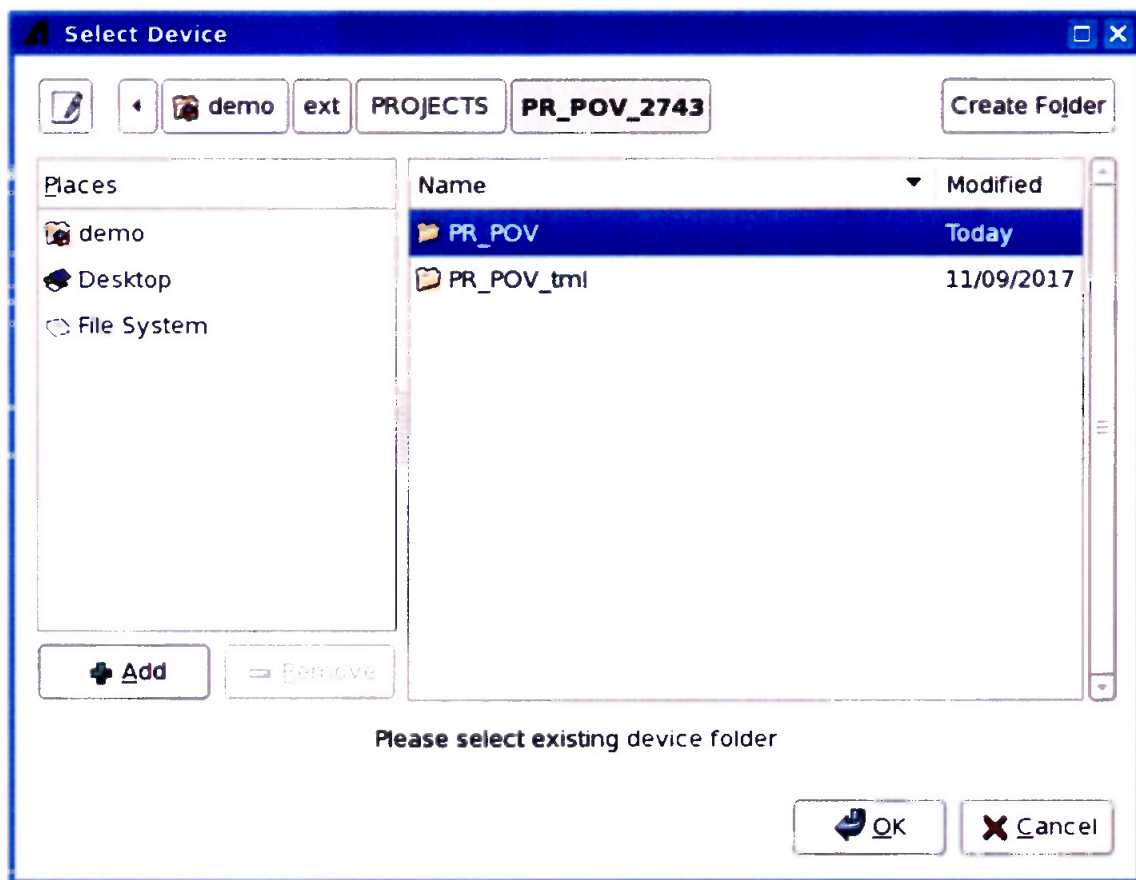 Select Device
demo ext PROJECTS PR_POV_2743 Create Folder
Places Name Modified
demo PR_POV Today
Desktop PR_POV_tml 11/09/2017
File System
Add Remove
Please select existing device folder
OK Cancel